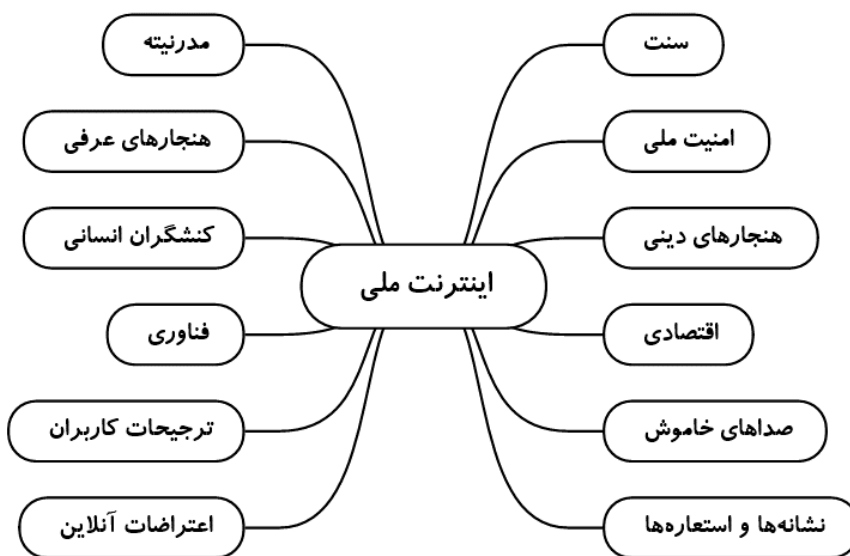 سنت
امنیت ملی
هنجارهای دینی
اقتصادی
صداهای خاموش
نشانه‌ها و استعاره‌ها
اینترنت ملی
مدرنیته
هنجارهای عرفی
کنشگران انسانی
فناوری
ترجیحات کاربران
اعتراضات آنلاین